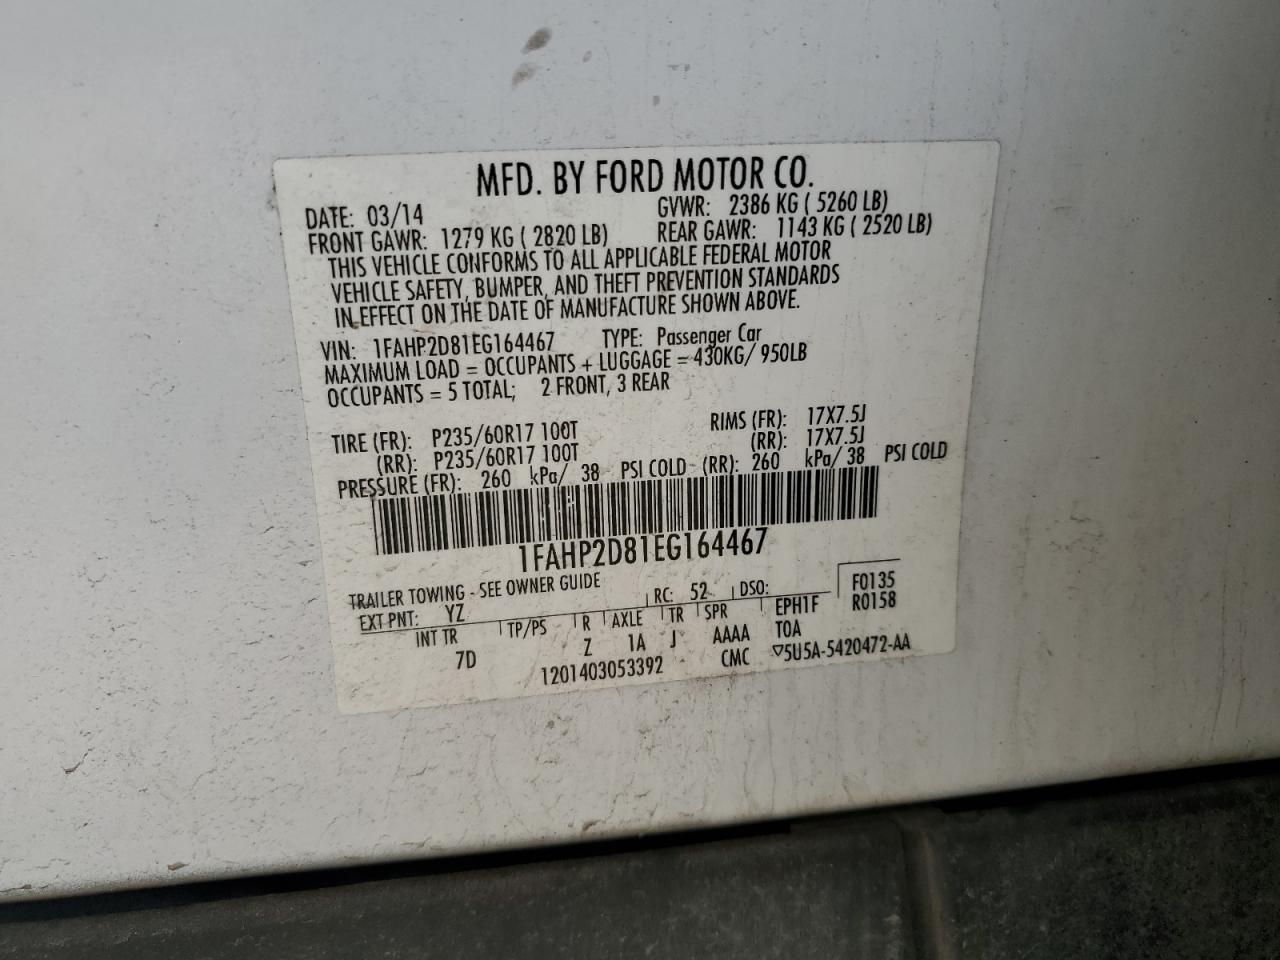 MFD. BY FORD MOTOR CO.
DATE: 03/14 GVWR: 2386 KG ( 5260 LB)
FRONT GAWR: 1279 KG ( 2820 LB) REAR GAWR: 1143 KG ( 2520 LB)
THIS VEHICLE CONFORMS TO ALL APPLICABLE FEDERAL MOTOR
VEHICLE SAFETY, BUMPER, AND THEFT PREVENTION STANDARDS
IN EFFECT ON THE DATE OF MANUFACTURE SHOWN ABOVE.
VIN: 1FAHP2D81EG164467 TYPE: Passenger Car
MAXIMUM LOAD = OCCUPANTS + LUGGAGE = 430KG/ 950LB
OCCUPANTS = 5 TOTAL; 2 FRONT, 3 REAR
TIRE (FR): P235/60R17 100T RIMS (FR): 17X7.5J
(RR): P235/60R17 100T (RR): 17X7.5J
PRESSURE (FR): 260 kPa/ 38 PSI COLD (RR): 260 kPa/ 38 PSI COLD
1FAHP2D81EG164467
TRAILER TOWING - SEE OWNER GUIDE
EXT PNT: YZ RC: 52 DSO: F0135
INT TR TP/PS R AXLE TR SPR EPH1F R0158
7D Z 1A J AAAA TOA
1201403053392 CMC ▽5U5A-5420472-AA